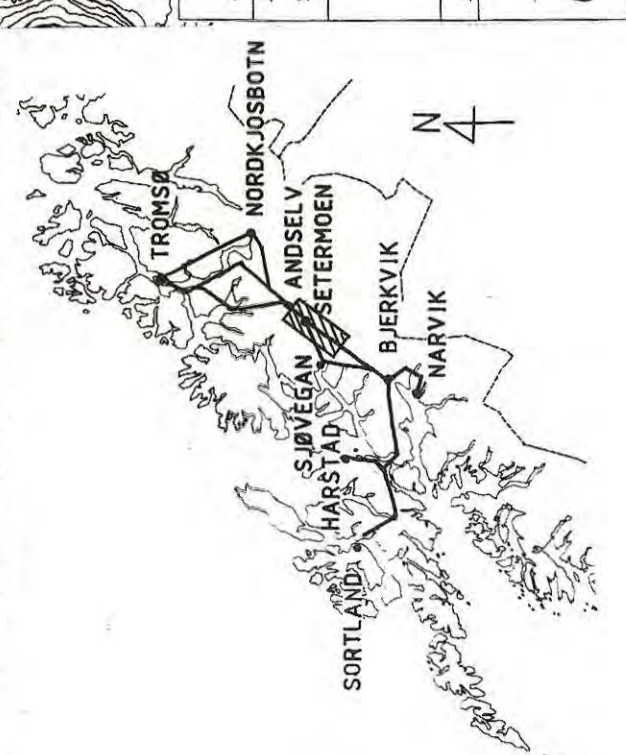 TROMSØ
NORDKJOSBOTN
ANDSELV
SETERMOEN
SJØVEGAN
HARSTAD
BJERKVIK
NARVIK
SORTLAND
N